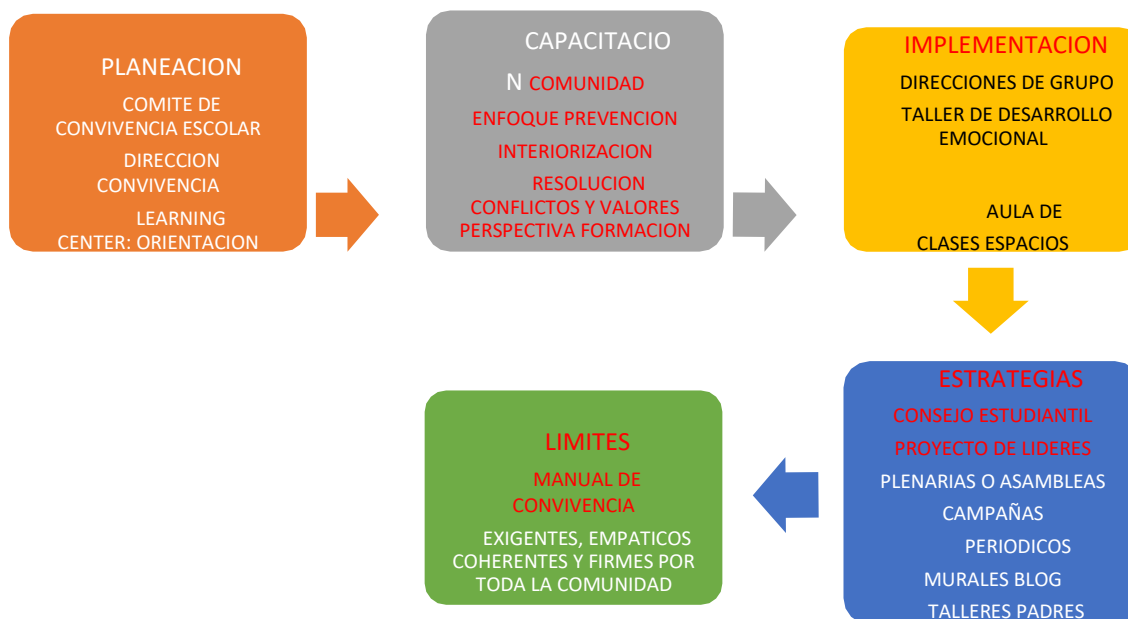 PLANEACION
COMITE DE
CONVIVENCIA ESCOLAR
DIRECCION
CONVIVENCIA
LEARNING
CENTER: ORIENTACION
CAPACITACIO
N COMUNIDAD
ENFOQUE PREVENCION
INTERIORIZACION
RESOLUCION
CONFLICTOS Y VALORES
PERSPECTIVA FORMACION
IMPLEMENTACION
DIRECCIONES DE GRUPO
TALLER DE DESARROLLO
EMOCIONAL
AULA DE
CLASES ESPACIOS
ESTRATEGIAS
CONSEJO ESTUDIANTIL
PROYECTO DE LIDERES
PLENARIAS O ASAMBLEAS
CAMPAÑAS
PERIODICOS
MURALES BLOG
TALLERES PADRES
LIMITES
MANUAL DE
CONVIVENCIA
EXIGENTES, EMPATICOS
COHERENTES Y FIRMES POR
TODA LA COMUNIDAD